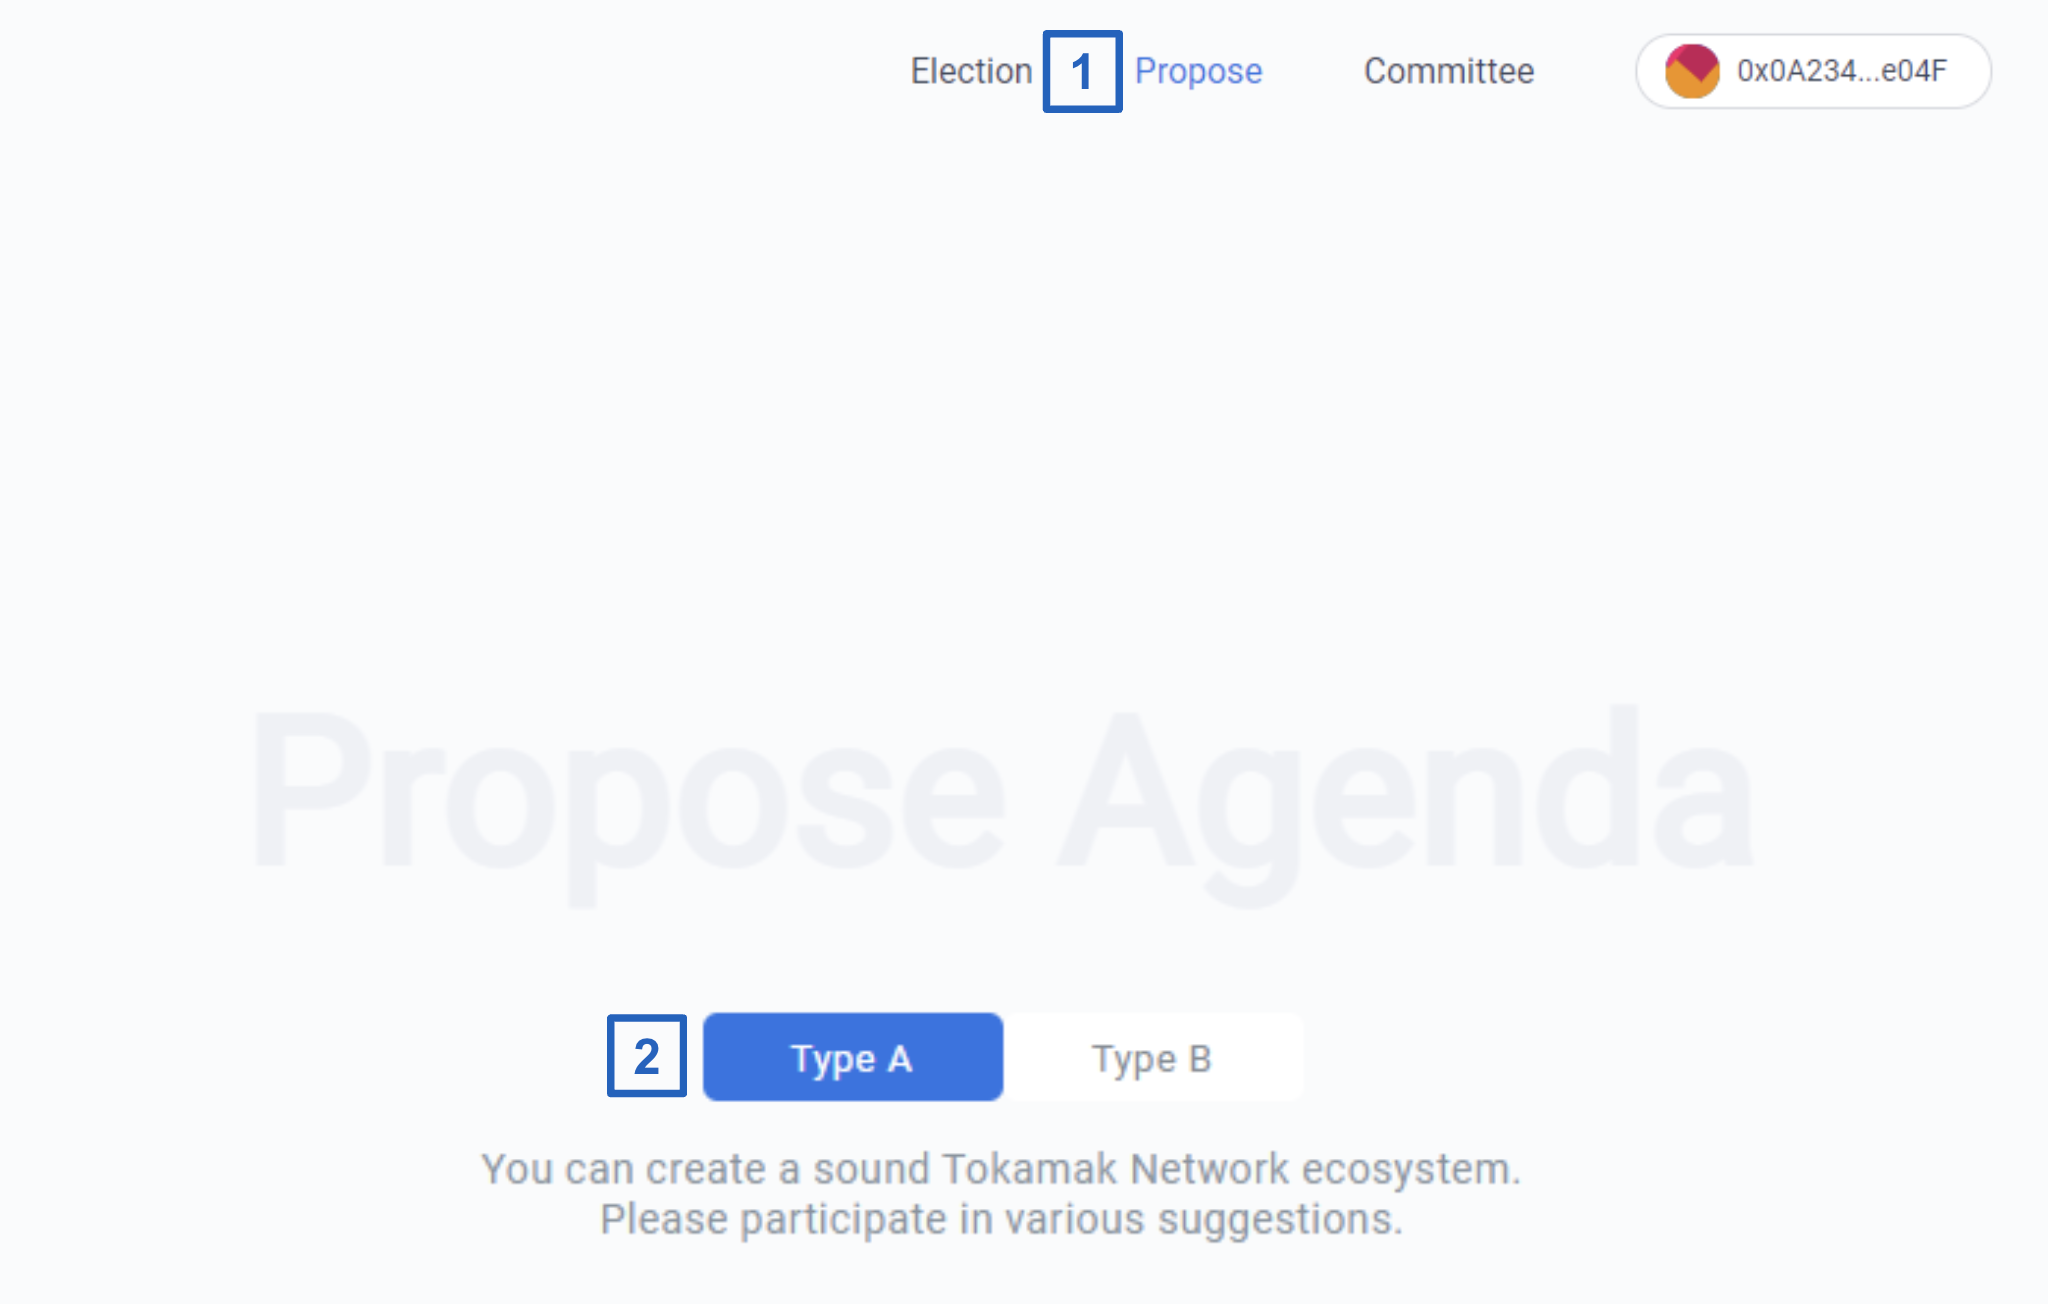 Election 1 Propose Committee 0x0A234...e04F
Propose Agenda
2 Type A Type B
You can create a sound Tokamak Network ecosystem.
Please participate in various suggestions.